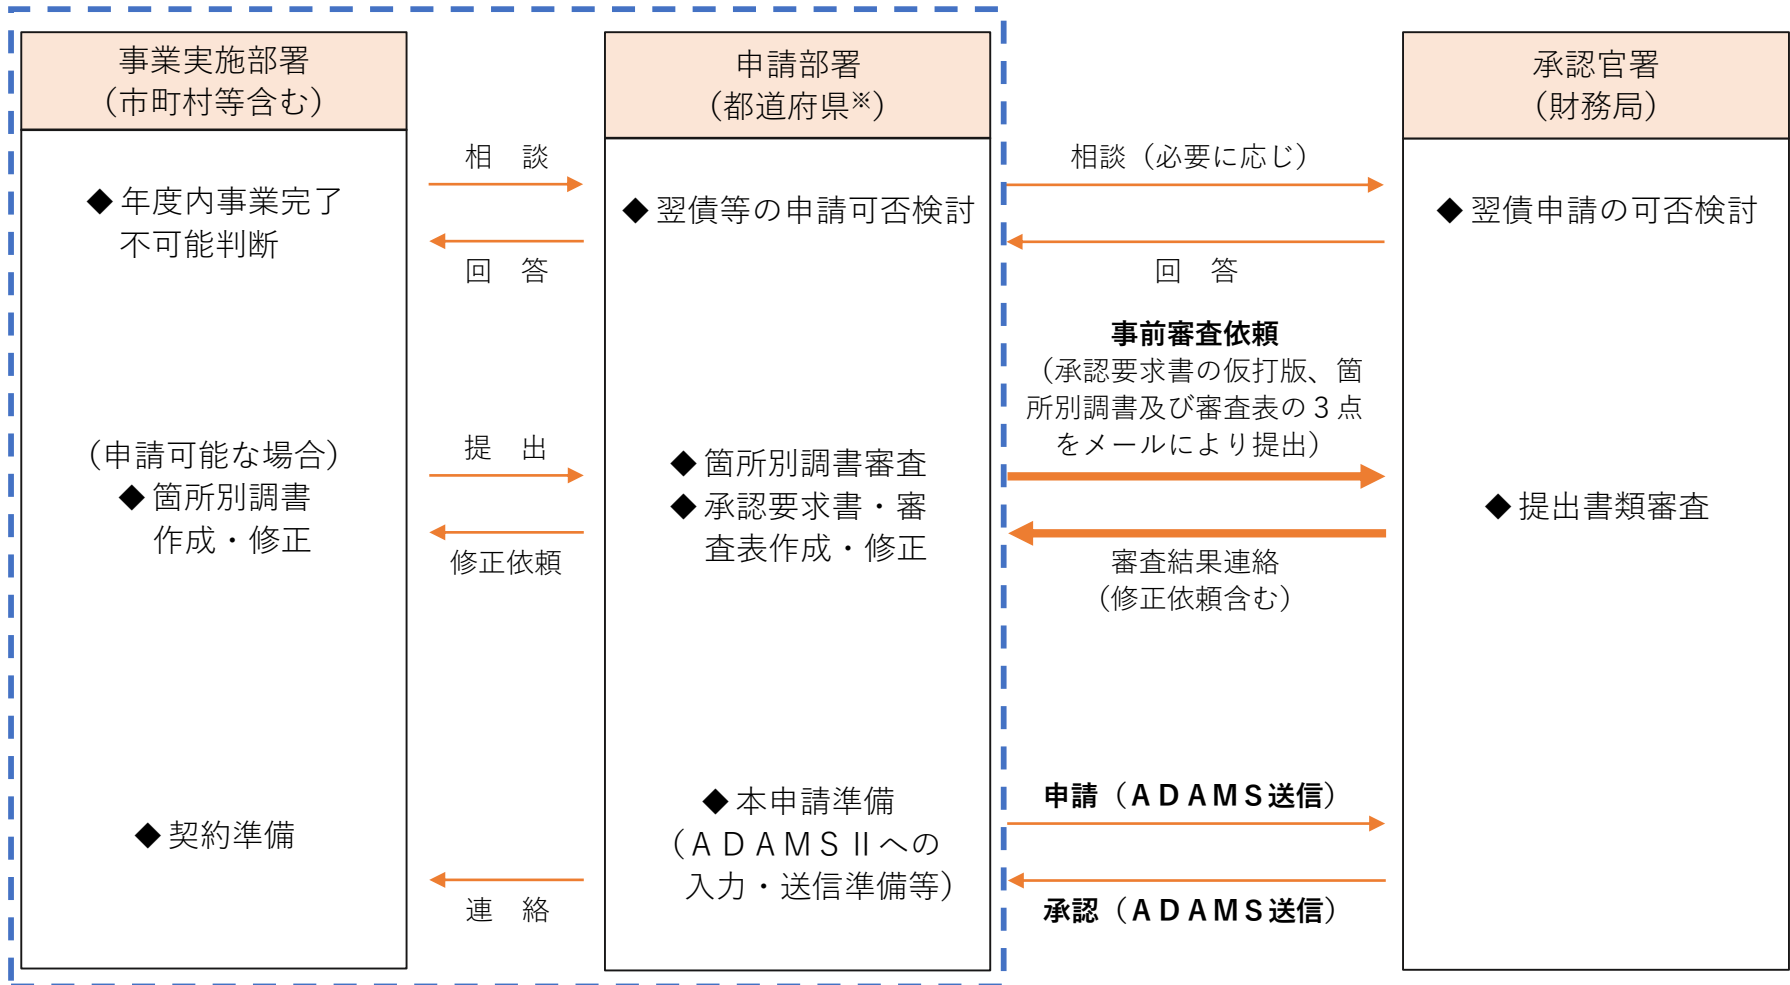 事業実施部署
（市町村等含む）
申請部署
（都道府県※）
承認官署
（財務局）
相　談
相談（必要に応じ）
◆ 年度内事業完了
不可能判断
◆ 翌債等の申請可否検討
◆ 翌債申請の可否検討
回　答
回　答
事前審査依頼
（承認要求書の仮打版、箇
所別調書及び審査表の３点
をメールにより提出）
（申請可能な場合）
◆ 箇所別調書
作成・修正
提　出
修正依頼
◆ 箇所別調書審査
◆ 承認要求書・審
査表作成・修正
審査結果連絡
（修正依頼含む）
◆ 提出書類審査
◆ 契約準備
連　絡
◆ 本申請準備
（ＡＤＡＭＳⅡへの
入力・送信準備等）
申請（ＡＤＡＭＳ送信）
承認（ＡＤＡＭＳ送信）